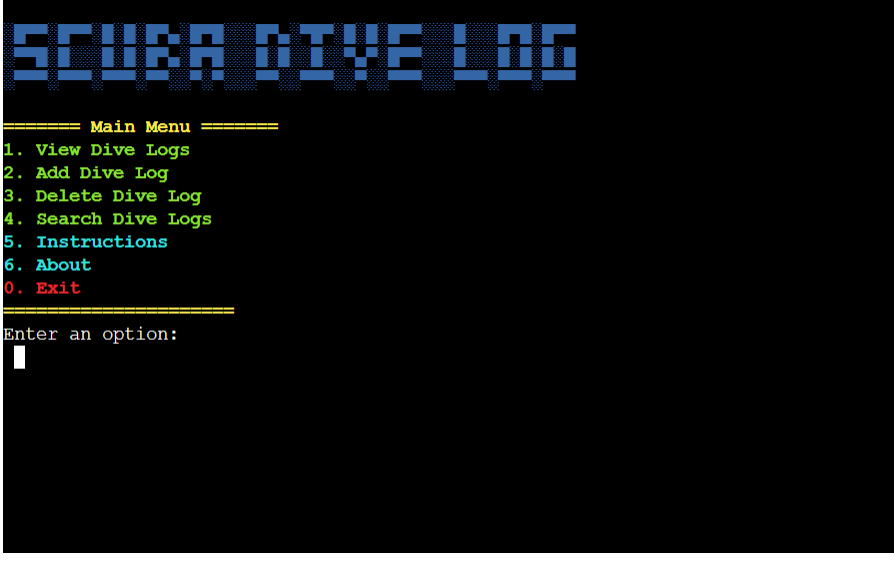 SCUBA DIVE LOG
======= Main Menu =======
1. View Dive Logs
2. Add Dive Log
3. Delete Dive Log
4. Search Dive Logs
5. Instructions
6. About
0. Exit
=====================
Enter an option: